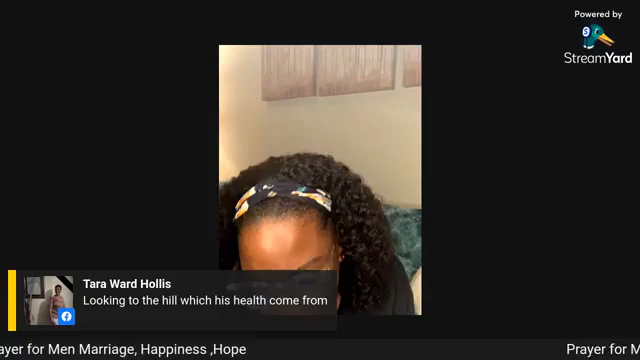 Powered by
StreamYard
Tara Ward Hollis
Looking to the hill which his health come from
ayer for Men Marriage, Happiness ,Hope
Prayer for M